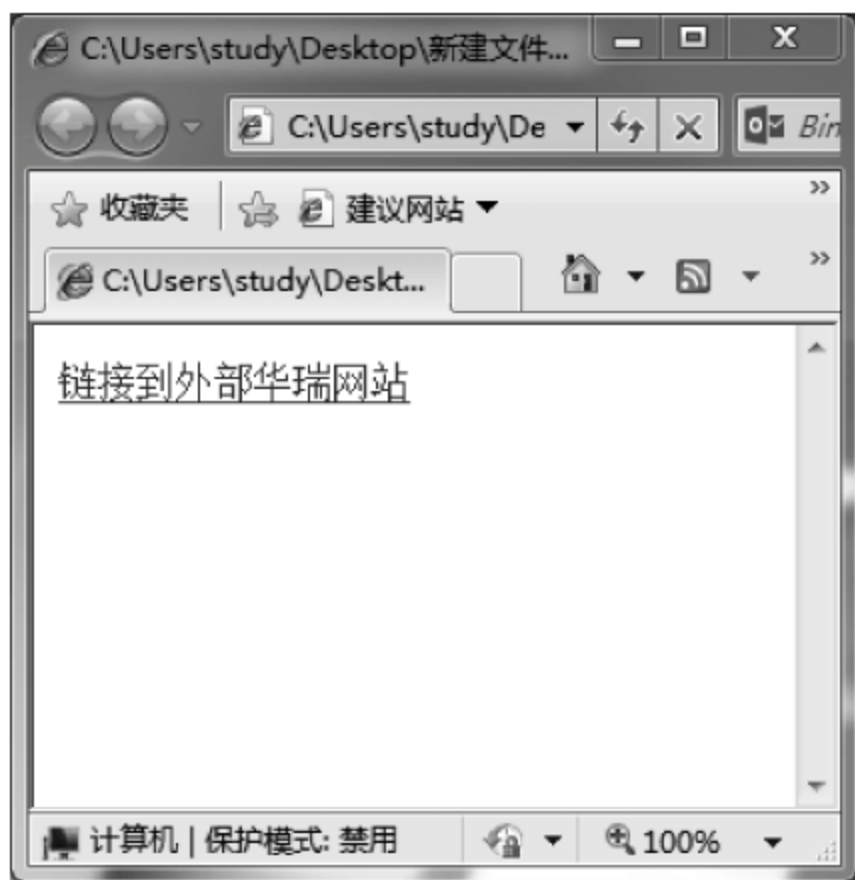 C:\Users\study\Desktop\新建文件...
C:\Users\study\De
Bin
收藏夹 建议网站
C:\Users\study\Deskt...
链接到外部华瑞网站
计算机 | 保护模式: 禁用 100%